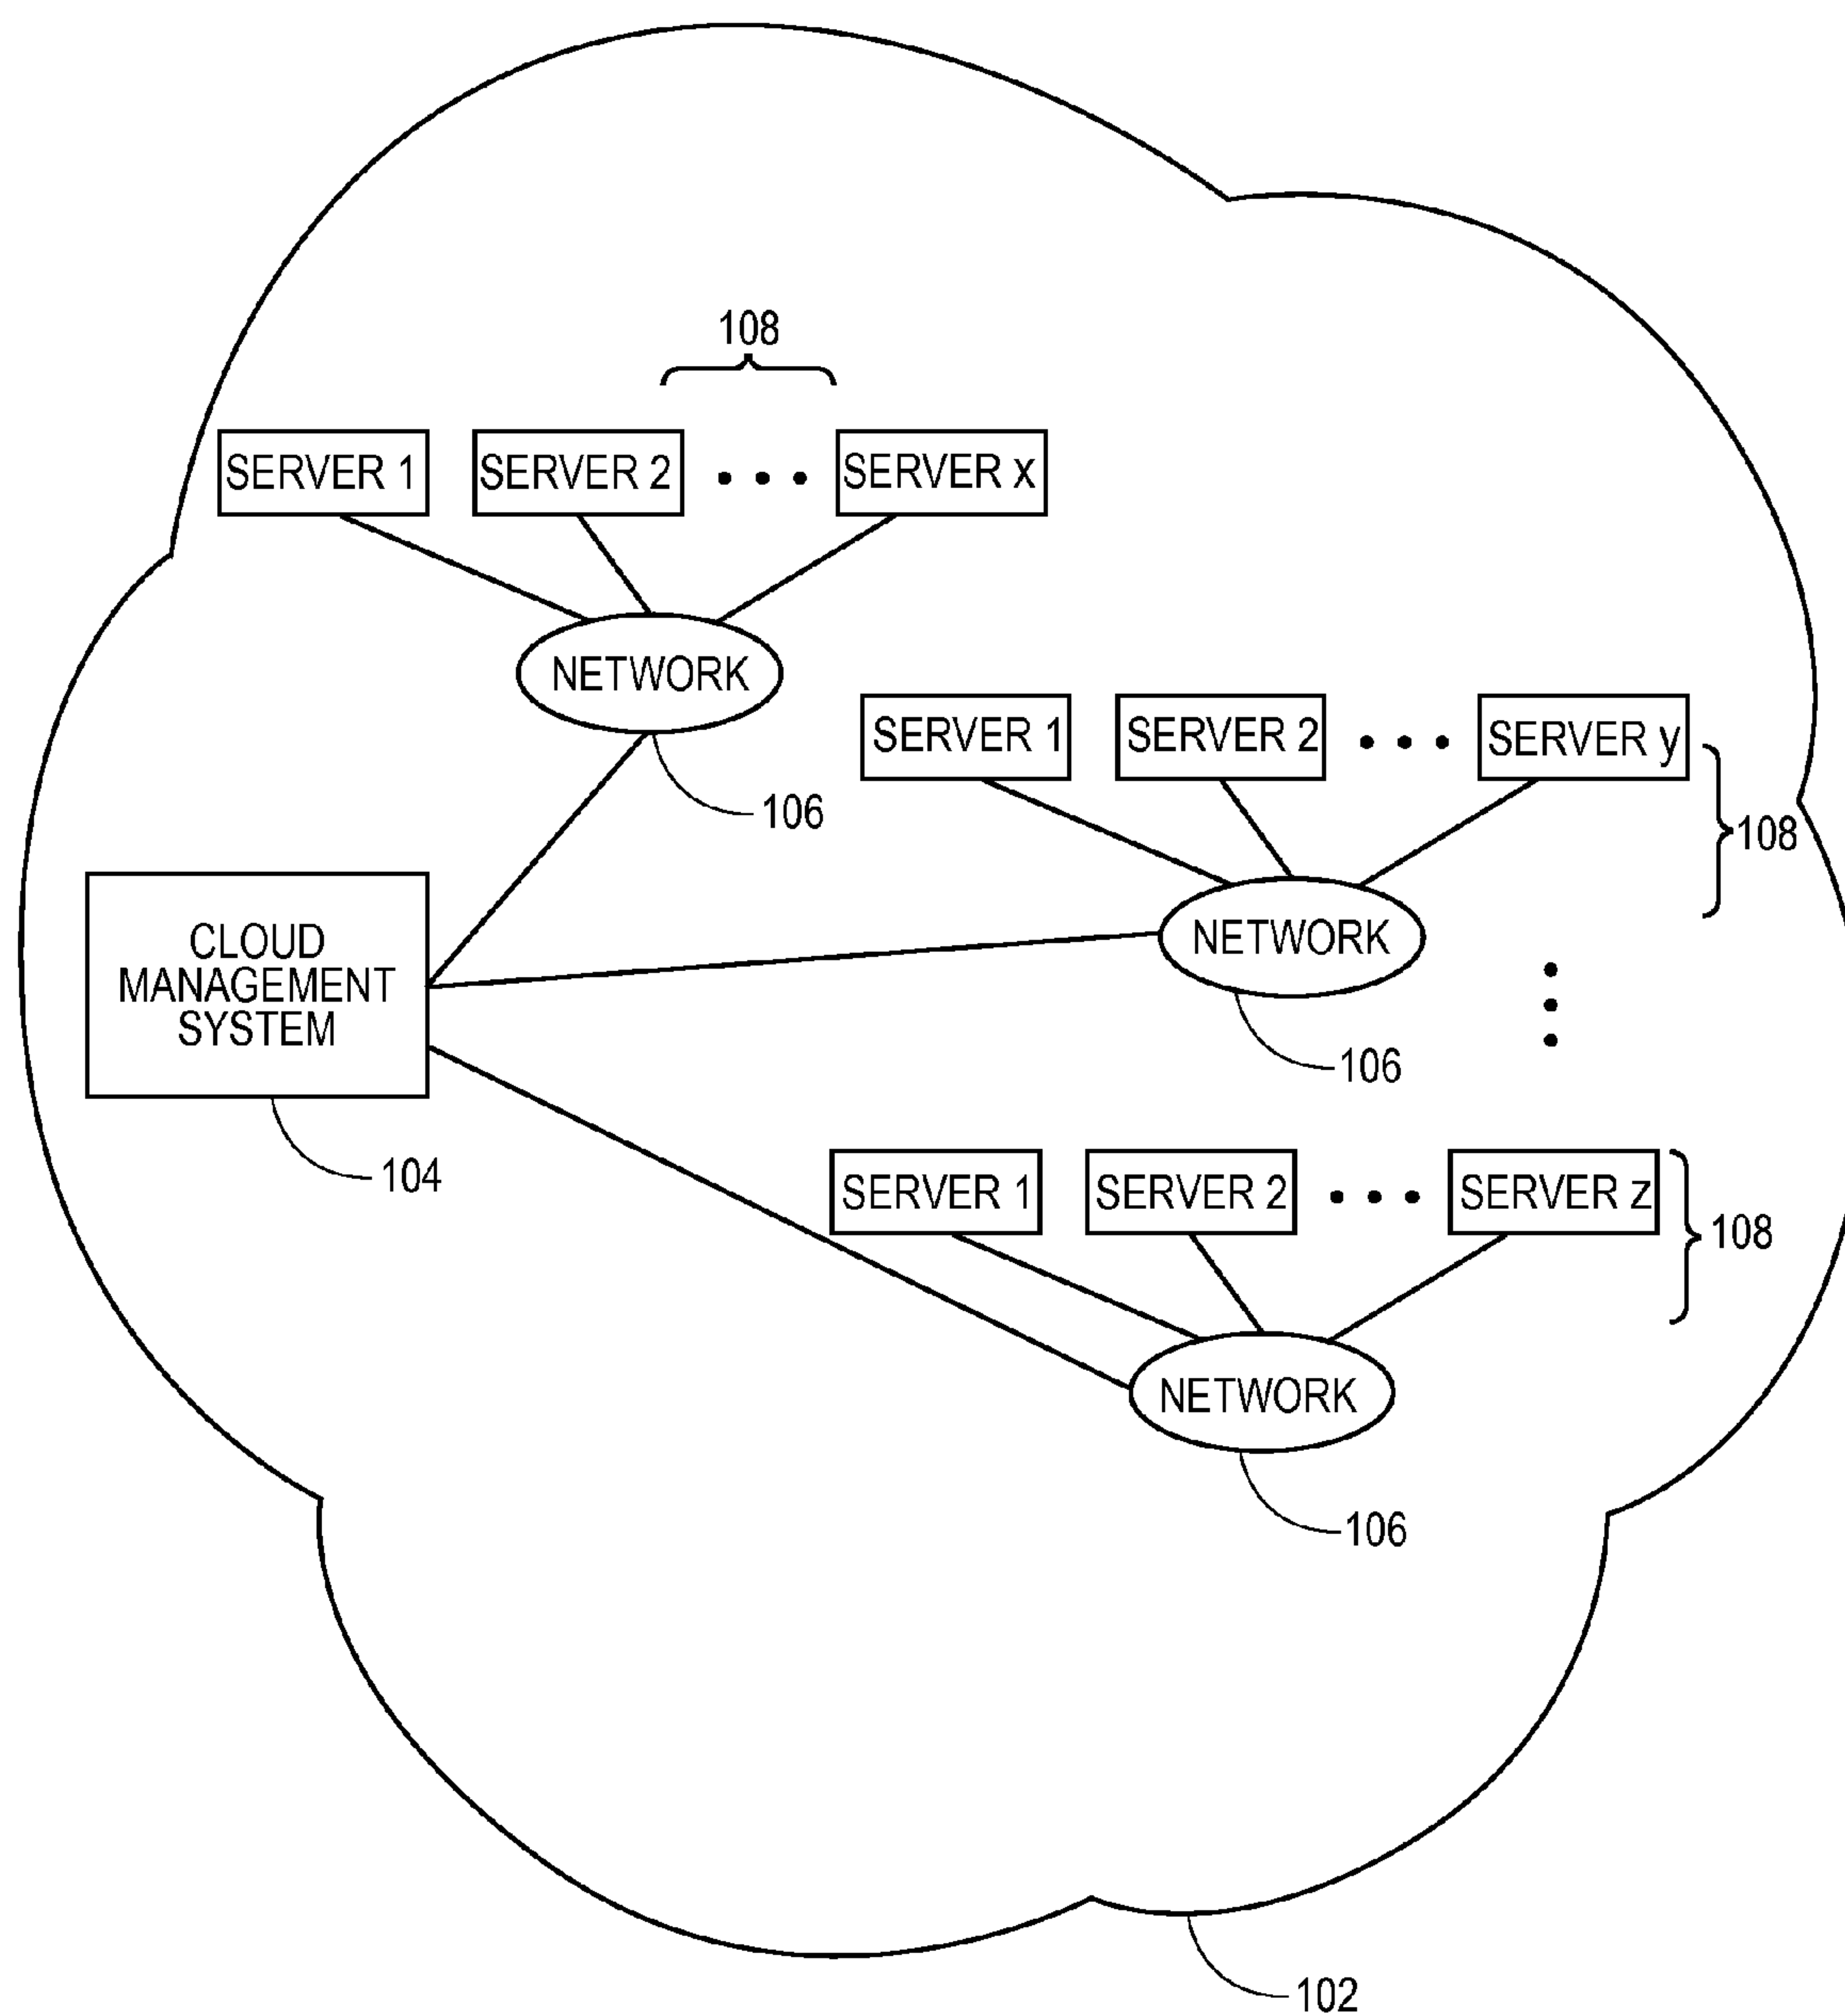 108
SERVER 1
SERVER 2
SERVER x
NETWORK
106
SERVER 1
SERVER 2
SERVER y
108
NETWORK
106
CLOUD
MANAGEMENT
SYSTEM
104
SERVER 1
SERVER 2
SERVER z
108
NETWORK
106
102